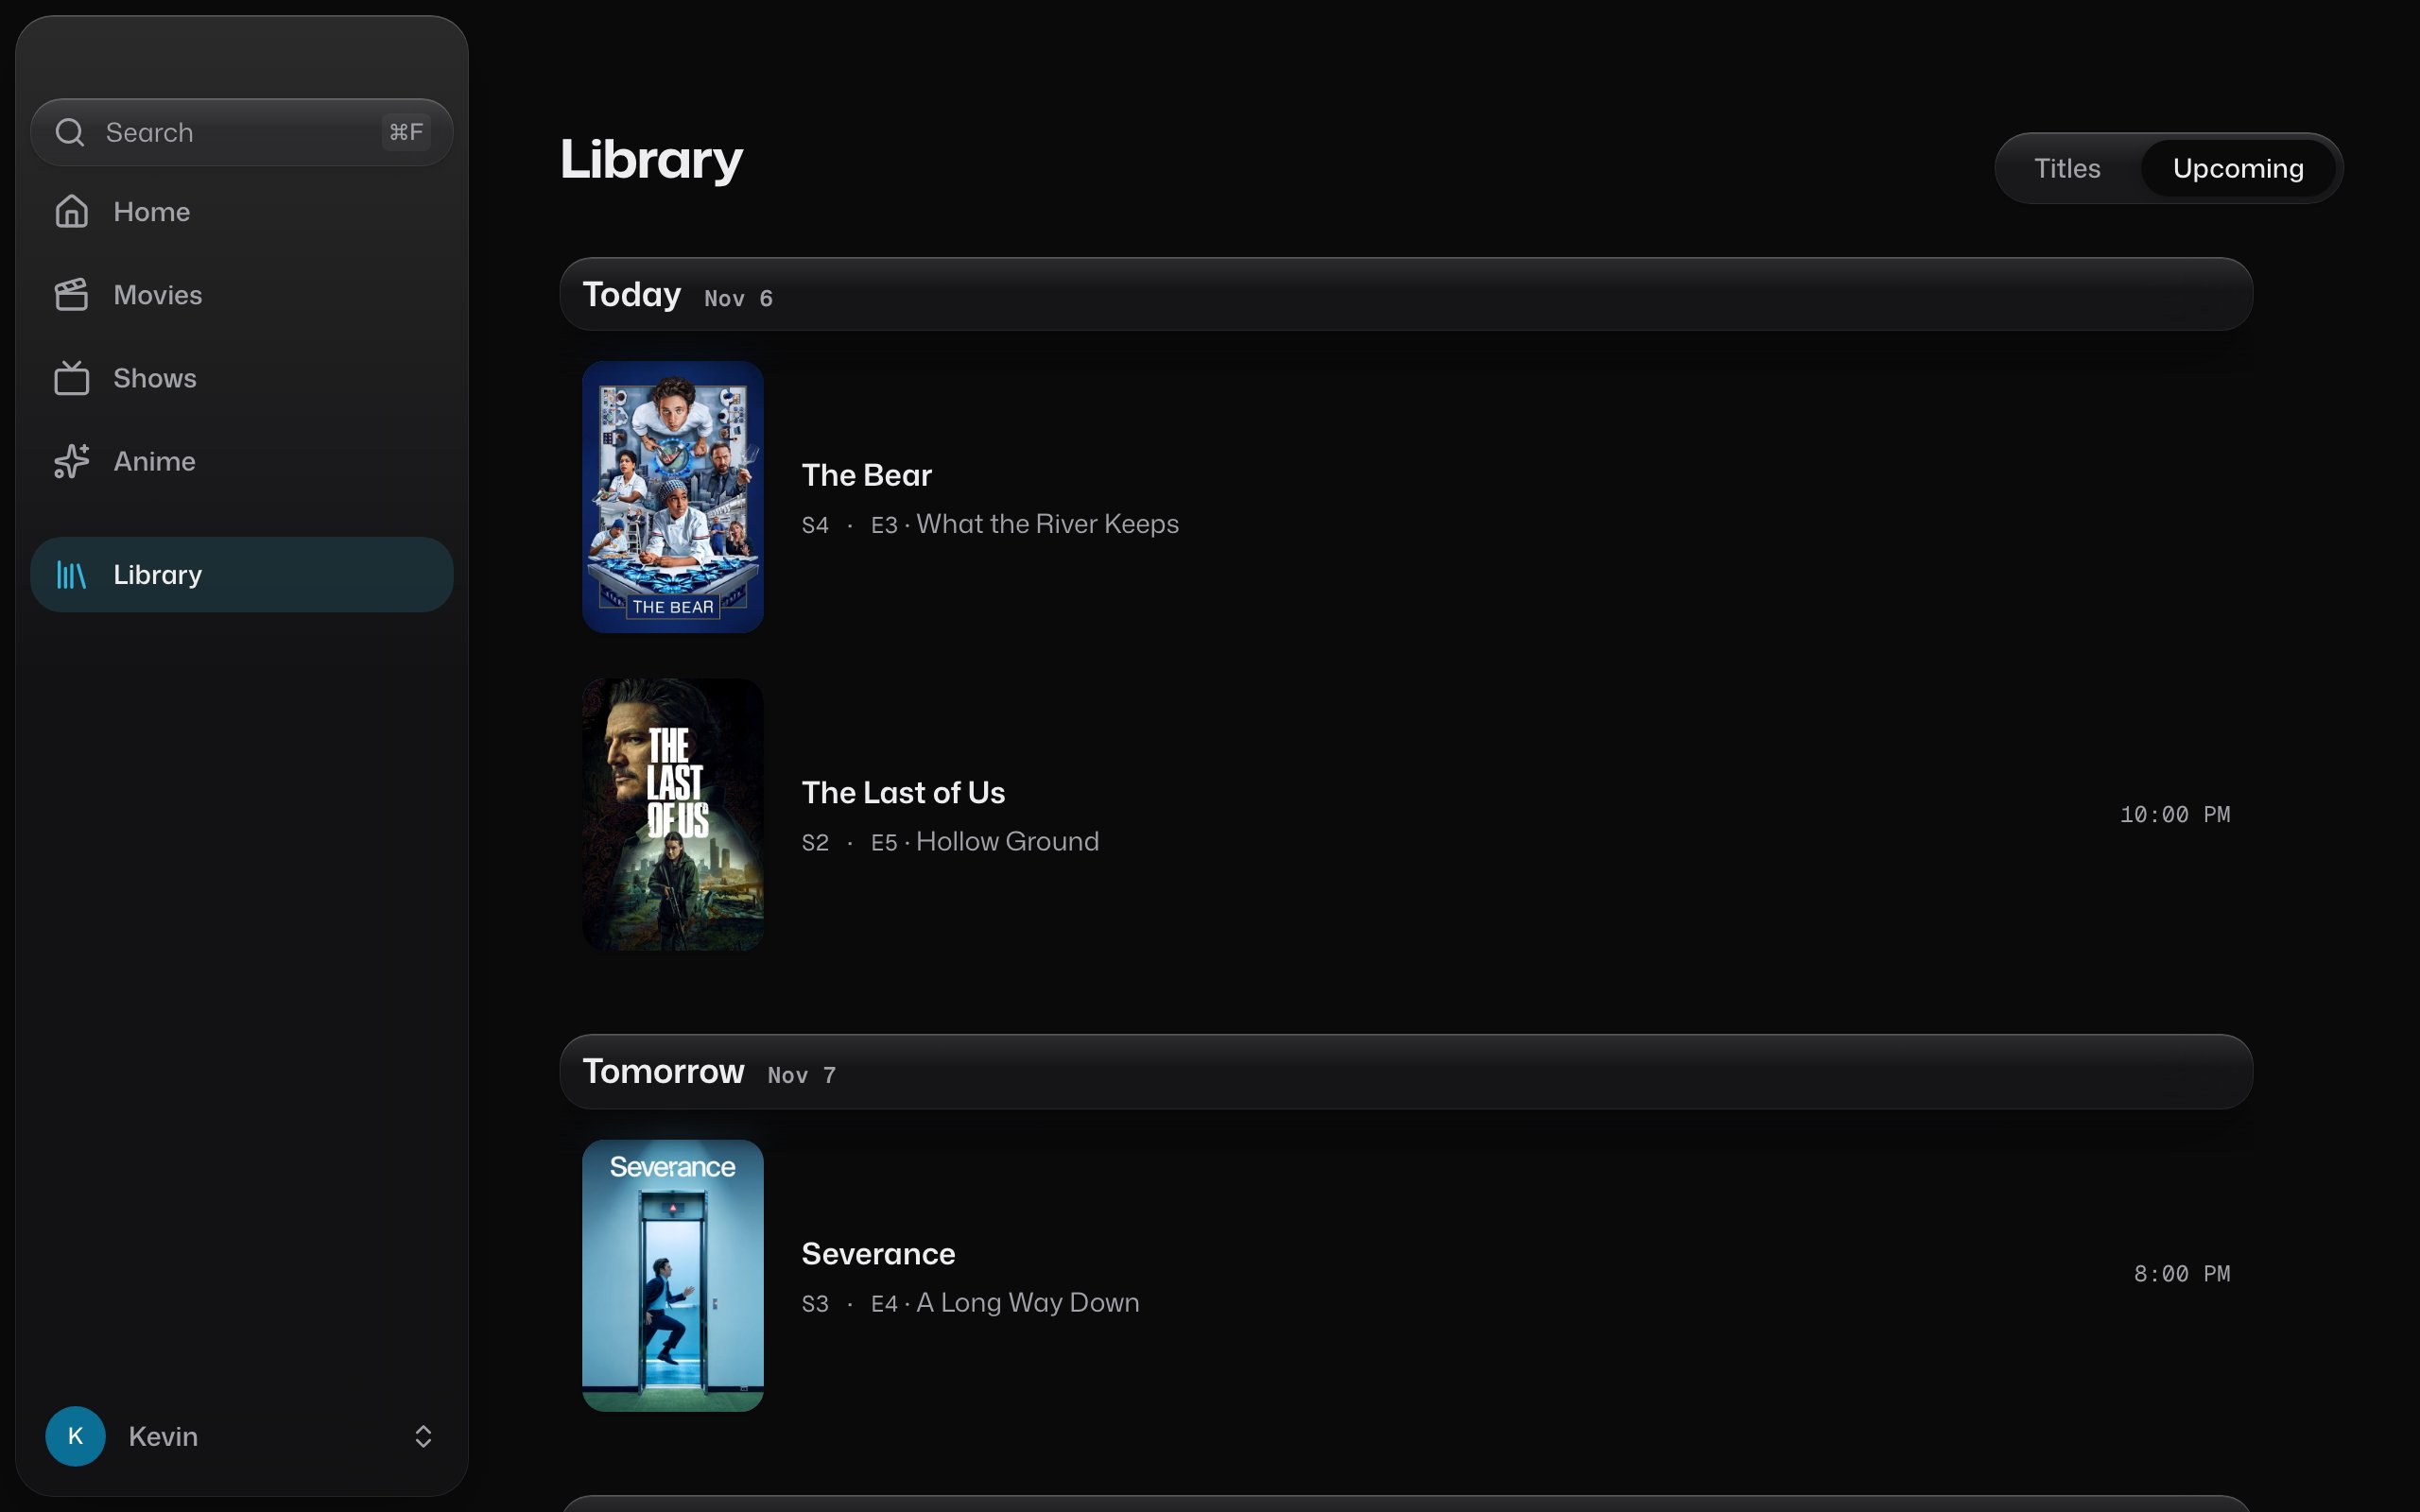 Search ⌘F
Home
Movies
Shows
Anime
Library
K Kevin
Library
Titles Upcoming
Today Nov 6
THE BEAR
The Bear
S4 · E3 · What the River Keeps
THE
LAST
OF US
The Last of Us
S2 · E5 · Hollow Ground
10:00 PM
Tomorrow Nov 7
Severance
Severance
S3 · E4 · A Long Way Down
8:00 PM